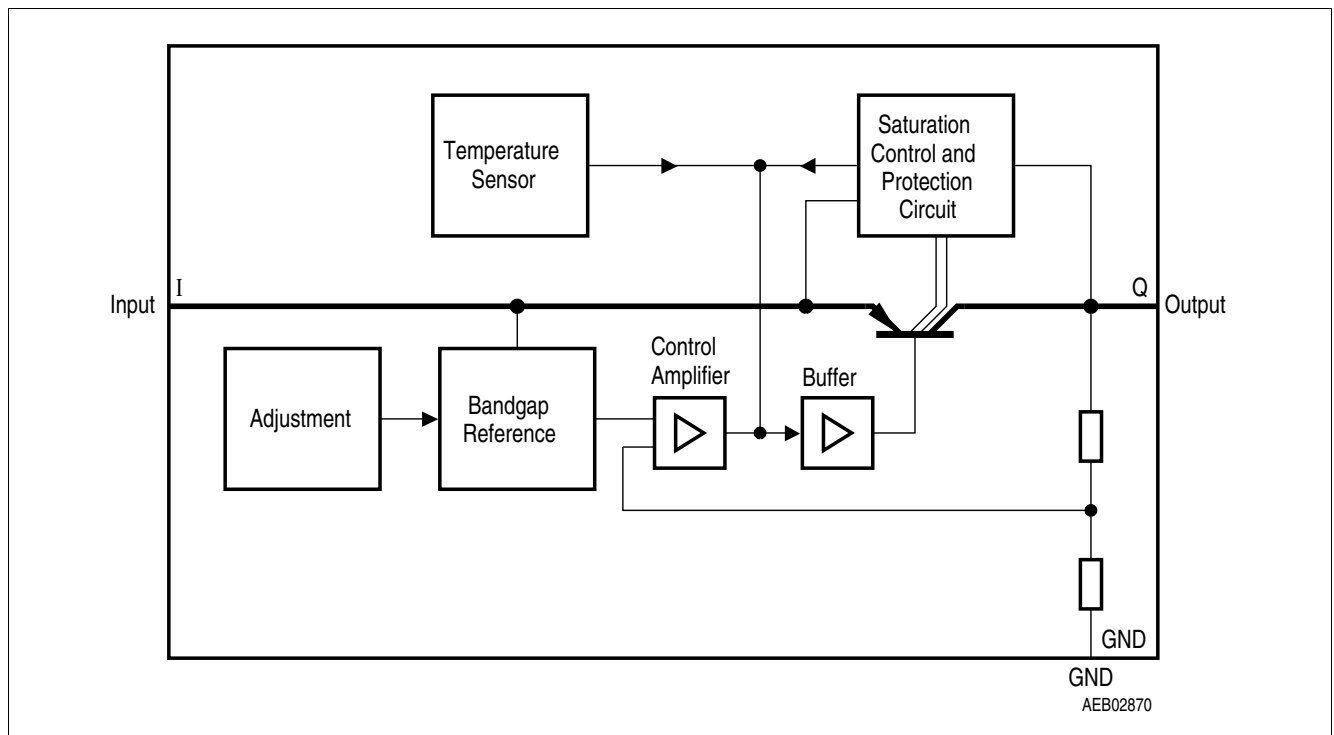 Temperature
Sensor
Saturation
Control and
Protection
Circuit
Input
I
Q
Output
Adjustment
Bandgap
Reference
Control
Amplifier
Buffer
GND
GND
AEB02870